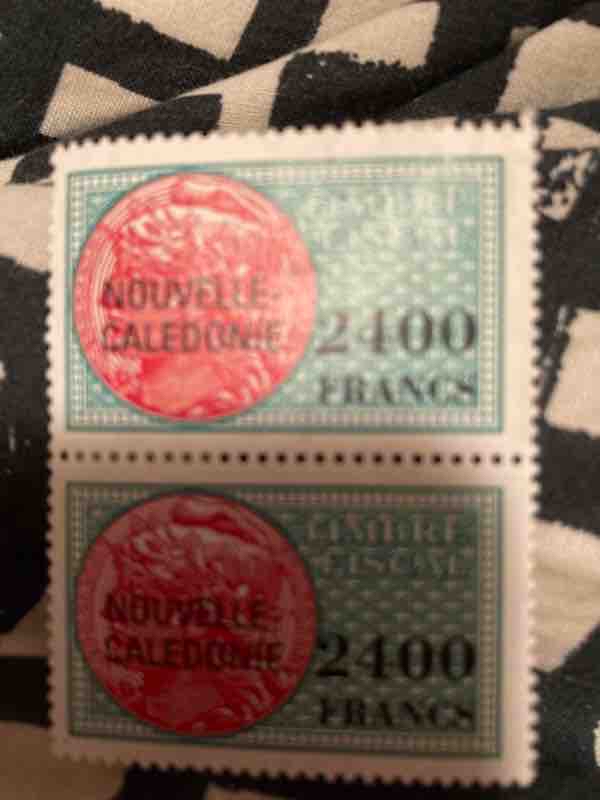 TIMBRE
FISCAL
NOUVELLE-
CALEDONIE
2400
FRANCS
TIMBRE
FISCAL
NOUVELLE-
CALEDONIE
2400
FRANCS